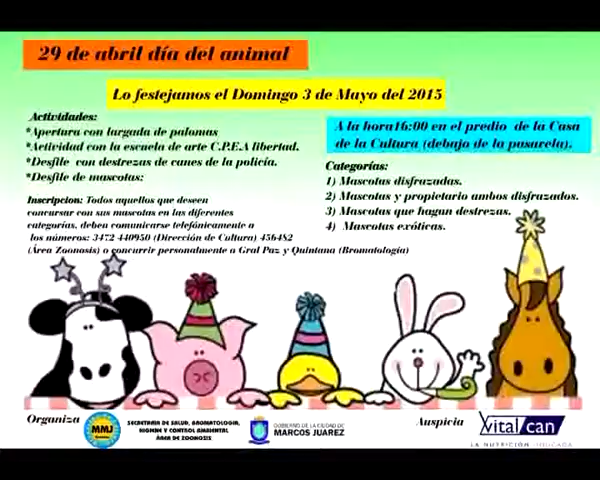 29 de abril día del animal
Lo festejamos el Domingo 3 de Mayo del 2015
Actividades:
*Apertura con largada de palomas
*Actividad con la escuela de arte C.P.E.A libertad.
*Desfile con destrezas de canes de la policía.
*Desfile de mascotas:
A la hora16:00 en el predio de la Casa
de la Cultura (debajo de la pasarela).
Categorías:
1) Mascotas disfrazadas.
2) Mascotas y propietario ambos disfrazados.
3) Mascotas que hagan destrezas.
4) Mascotas exóticas.
Inscripcion: Todos aquellos que deseen
concursar con sus mascotas en las diferentes
categorías, deben comunicarse telefónicamente a
los números: 3472 440950 (Dirección de Cultura) 456482
(Área Zoonosis) o concurrir personalmente a Gral Paz y Quintana (Bromatología)
Organiza
MMJ
SECRETARIA DE SALUD, BROMATOLOGIA,
HIGIENE Y CONTROL AMBIENTAL
ÁREA DE ZOONOSIS
GOBIERNO DE LA CIUDAD DE
MARCOS JUAREZ
Auspicia
Vital can
LA NUTRICIÓN EDUCADA